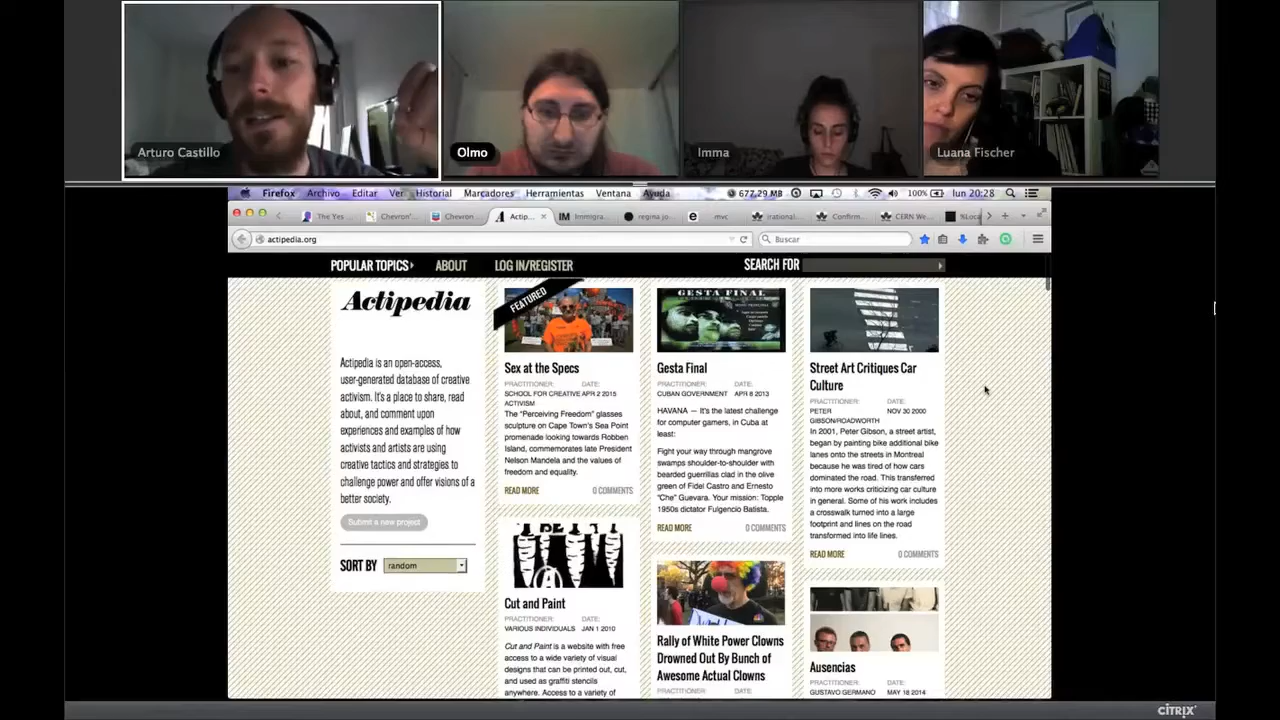 Arturo Castillo
Olmo
Imma
Luana Fischer
Firefox Archivo Editar Ver Historial Marcadores Herramientas Ventana Ayuda
677.29 MB
100%
lun 20:28
The Yes
Chevron'
Chevron
Actip...
Immigra
mvc
irational.
Confirm...
CERN We...
actipedia.org
Buscar
POPULAR TOPICS
ABOUT
LOG IN/REGISTER
SEARCH FOR
Actipedia
Actipedia is an open-access,
user-generated database of creative
activism. It's a place to share, read
about, and comment upon
experiences and examples of how
activists and artists are using
creative tactics and strategies to
challenge power and offer visions of a
better society.
Submit a new project
SORT BY random
FEATURED
Sex at the Specs
PRACTITIONER: DATE:
SCHOOL FOR CREATIVE APR 2 2015
ACTIVISM
The "Perceiving Freedom" glasses
sculpture on Cape Town's Sea Point
promenade looking towards Robben
Island, commemorates late President
Nelson Mandela and the values of
freedom and equality.
READ MORE 0 COMMENTS
Cut and Paint
PRACTITIONER: DATE:
VARIOUS INDIVIDUALS JAN 1 2010
Cut and Paint is a website with free
access to a wide variety of visual
designs that can be printed out, cut,
and used as graffiti stencils
anywhere. Access to a variety of
GESTA FINAL
Gesta Final
PRACTITIONER: DATE:
CUBAN GOVERNMENT APR 8 2013
HAVANA — It's the latest challenge
for computer gamers, in Cuba at
least:
Fight your way through mangrove
swamps shoulder-to-shoulder with
bearded guerrillas clad in the olive
green of Fidel Castro and Ernesto
"Che" Guevara. Your mission: Topple
1950s dictator Fulgencio Batista.
READ MORE 0 COMMENTS
Rally of White Power Clowns
Drowned Out By Bunch of
Awesome Actual Clowns
PRACTITIONER: DATE:
Street Art Critiques Car
Culture
PRACTITIONER: DATE:
PETER NOV 30 2000
GIBSON/ROADWORTH
In 2001, Peter Gibson, a street artist,
began by painting bike additional bike
lanes onto the streets in Montreal
because he was tired of how cars
dominated the road. This transferred
into more works criticizing car culture
in general. Some of his work includes
a crosswalk turned into a large
footprint and lines on the road
transformed into life lines.
READ MORE 0 COMMENTS
Ausencias
PRACTITIONER: DATE:
GUSTAVO GERMANO MAY 18 2014
CITRIX